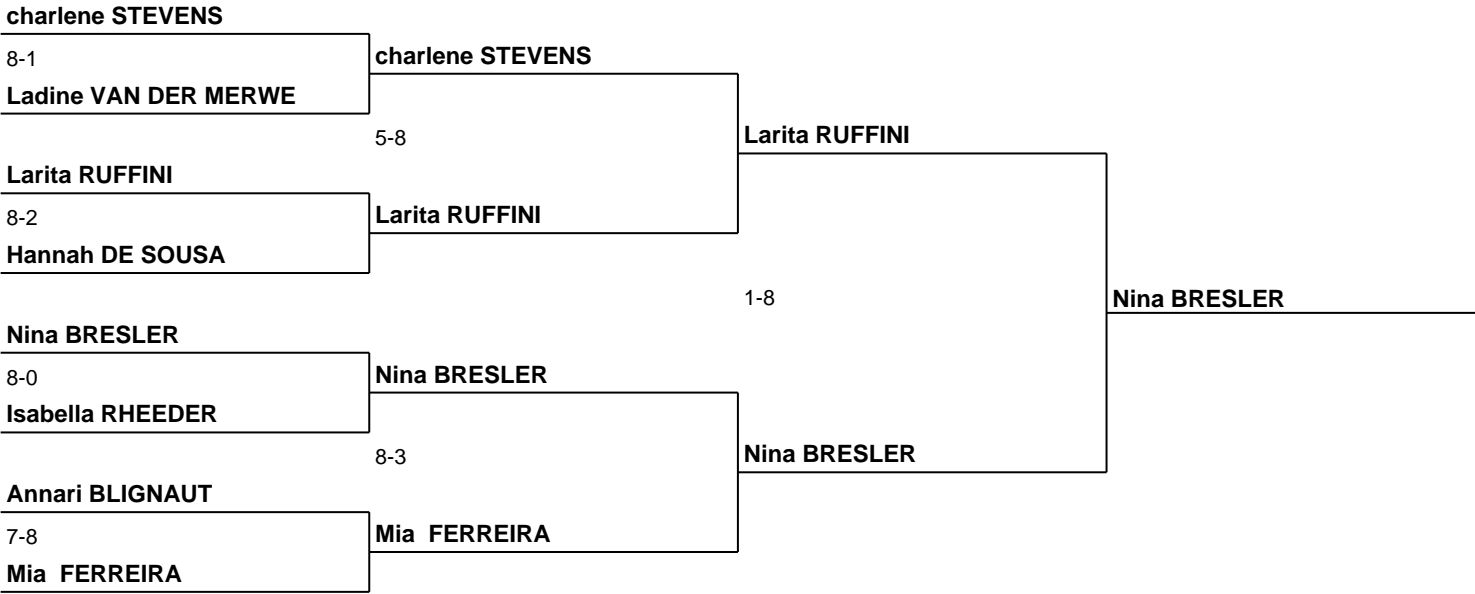 charlene STEVENS
8-1
Ladine VAN DER MERWE
Larita RUFFINI
8-2
Hannah DE SOUSA
Nina BRESLER
8-0
Isabella RHEEDER
Annari BLIGNAUT
7-8
Mia  FERREIRA
charlene STEVENS
5-8
Larita RUFFINI
Nina BRESLER
8-3
Mia  FERREIRA
Larita RUFFINI
1-8
Nina BRESLER
Nina BRESLER